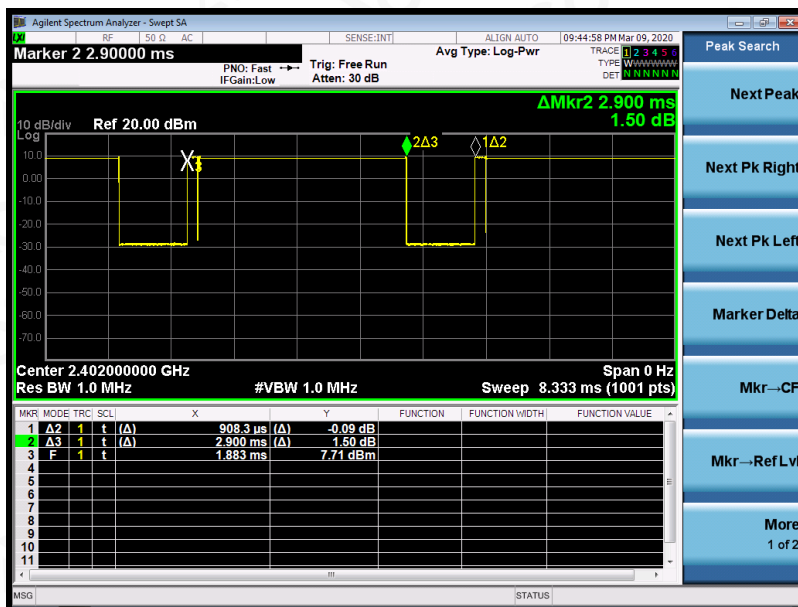 Agilent Spectrum Analyzer - Swept SA
LXI RF 50 Ω AC SENSE:INT ALIGN AUTO 09:44:58 PM Mar 09, 2020
Marker 2 2.90000 ms
PNO: Fast
IFGain:Low
Trig: Free Run
Atten: 30 dB
Avg Type: Log-Pwr
TRACE 1 2 3 4 5 6
TYPE WWWWWW
DET N N N N N N
Peak Search
Next Peak
Next Pk Right
Next Pk Left
Marker Delta
Mkr→CF
Mkr→Ref Lvl
More
1 of 2
ΔMkr2 2.900 ms
1.50 dB
10 dB/div Ref 20.00 dBm
Log
10.0
0.00
-10.0
-20.0
-30.0
-40.0
-50.0
-60.0
-70.0
X
3
2Δ3
1Δ2
Center 2.402000000 GHz Span 0 Hz
Res BW 1.0 MHz #VBW 1.0 MHz Sweep 8.333 ms (1001 pts)
MKR MODE TRC SCL X Y FUNCTION FUNCTION WIDTH FUNCTION VALUE
1 Δ2 1 t (Δ) 908.3 µs (Δ) -0.09 dB
2 Δ3 1 t (Δ) 2.900 ms (Δ) 1.50 dB
3 F 1 t 1.883 ms 7.71 dBm
4
5
6
7
8
9
10
11
MSG STATUS